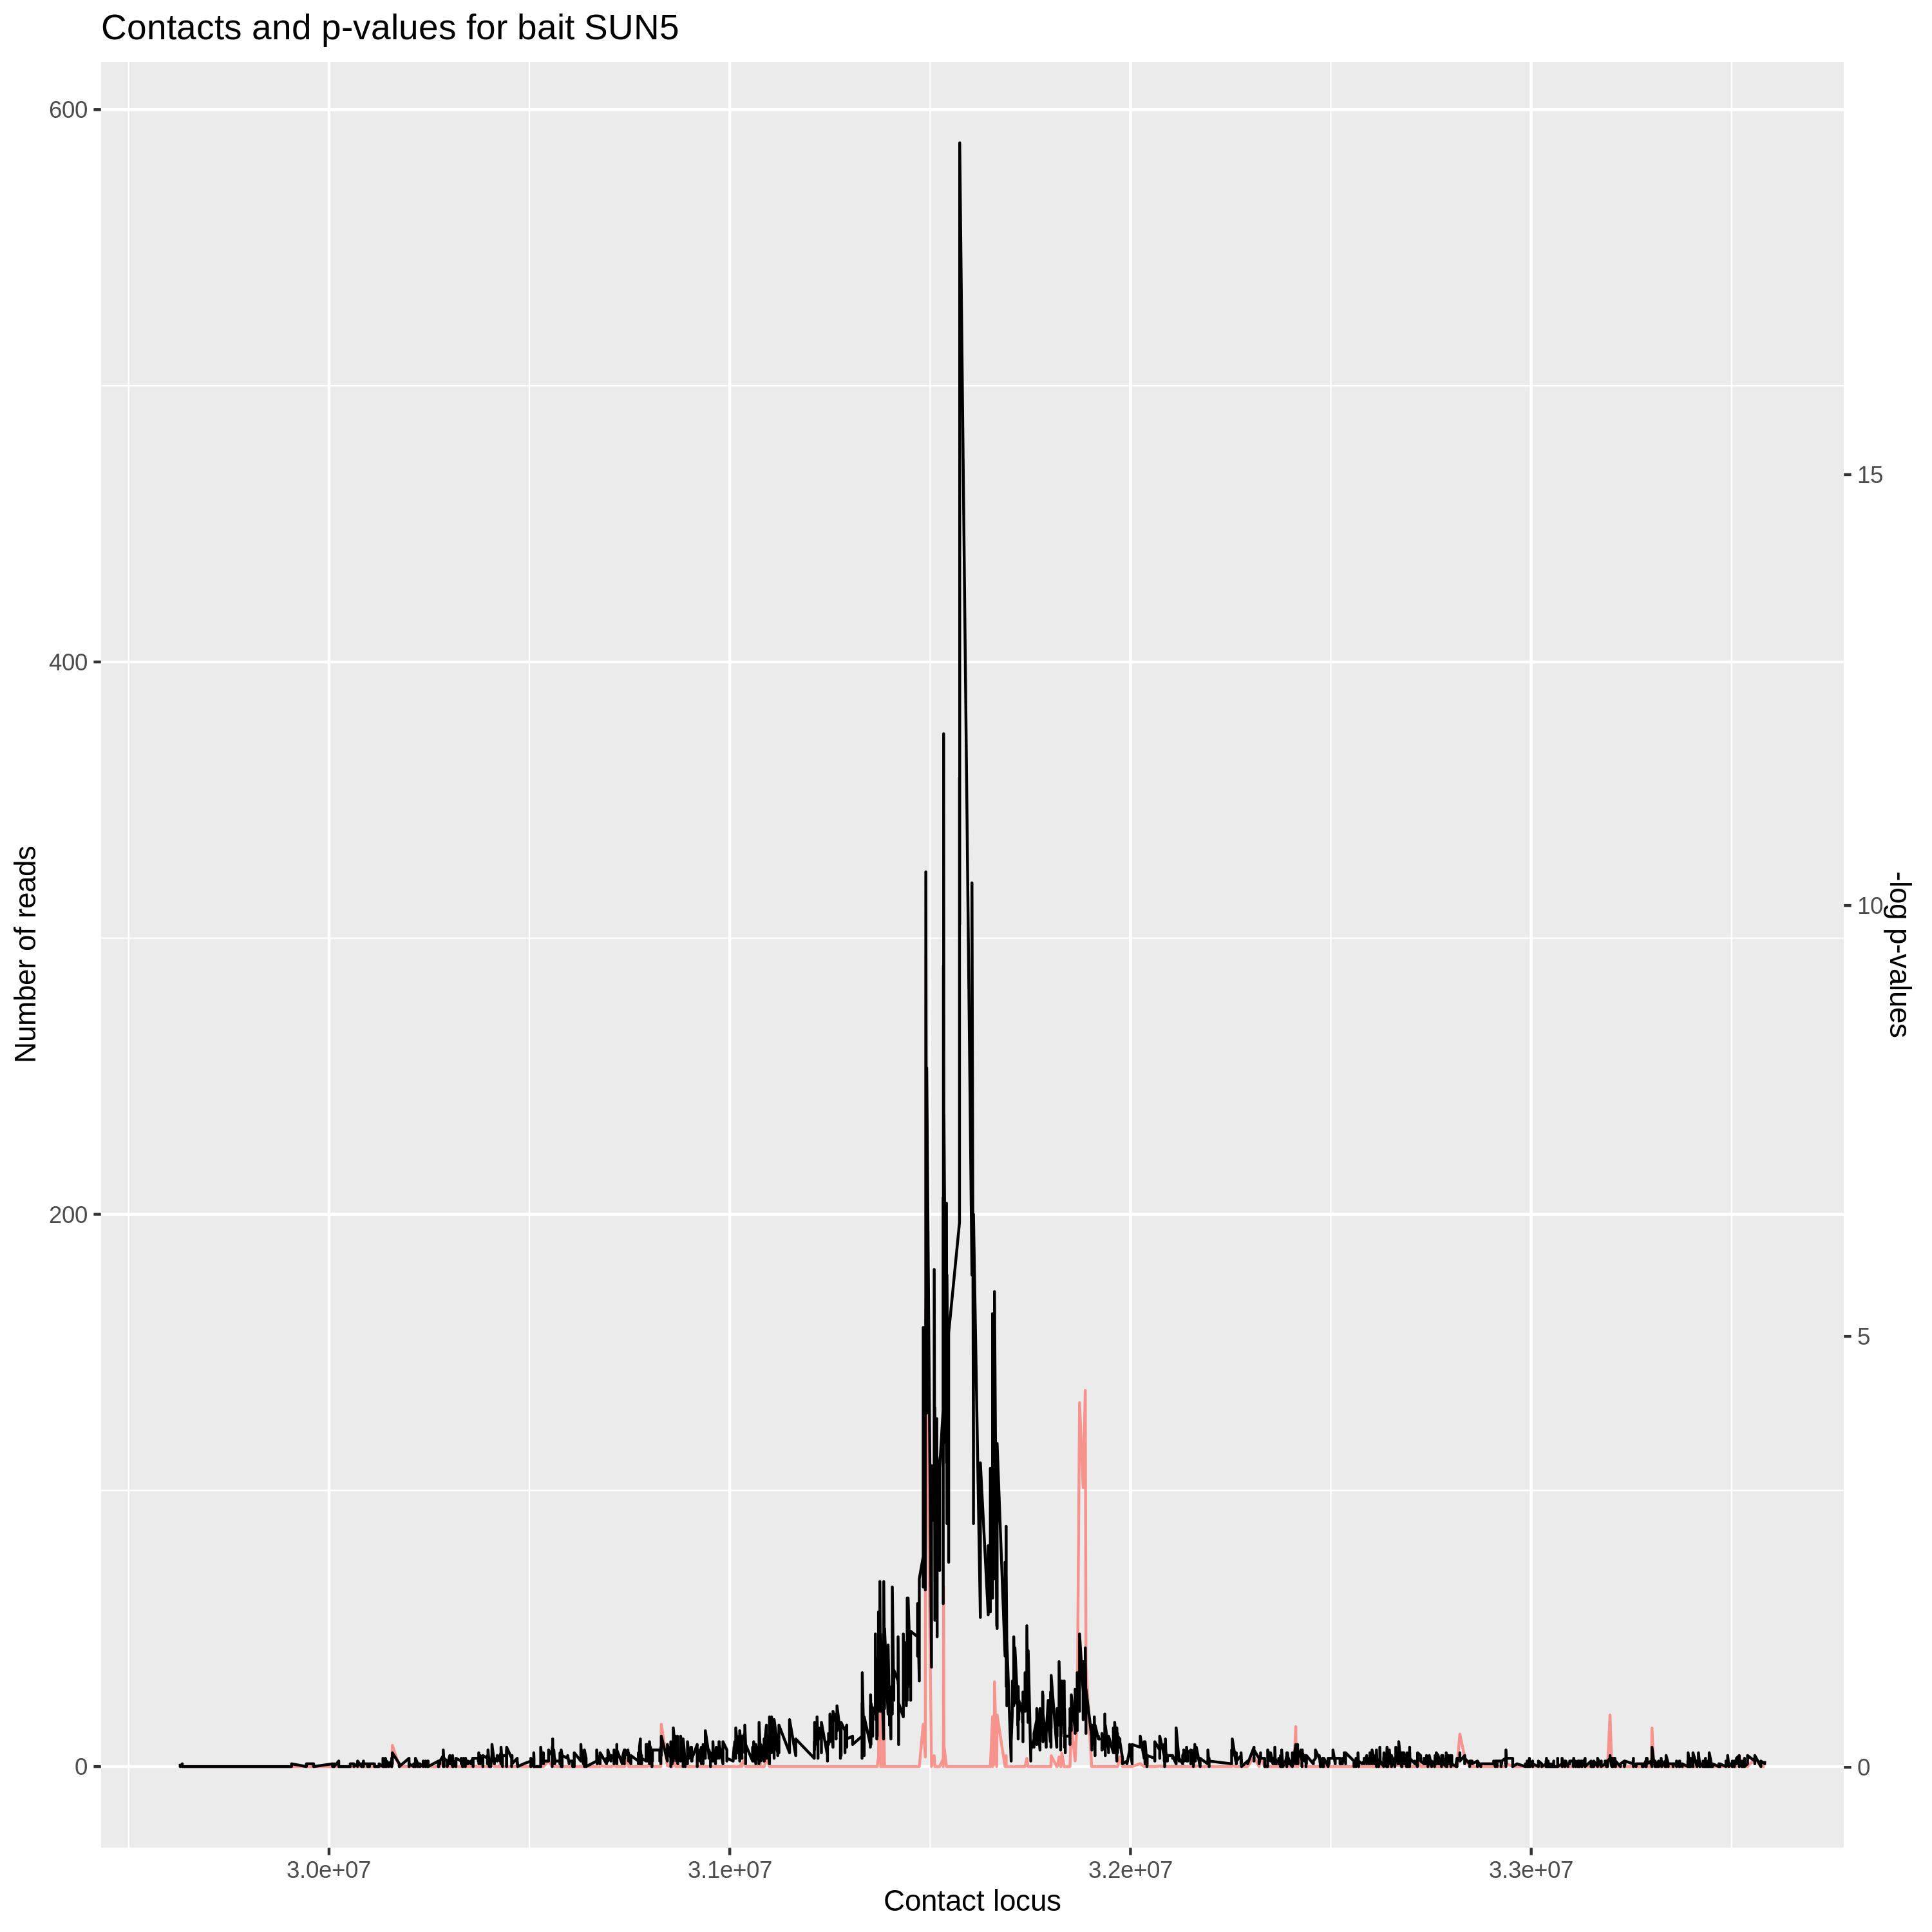 Contacts and p-values for bait SUN5
600
400
200
0
Number of reads
15
10
5
0
-log p-values
3.0e+07
3.1e+07
3.2e+07
3.3e+07
Contact locus